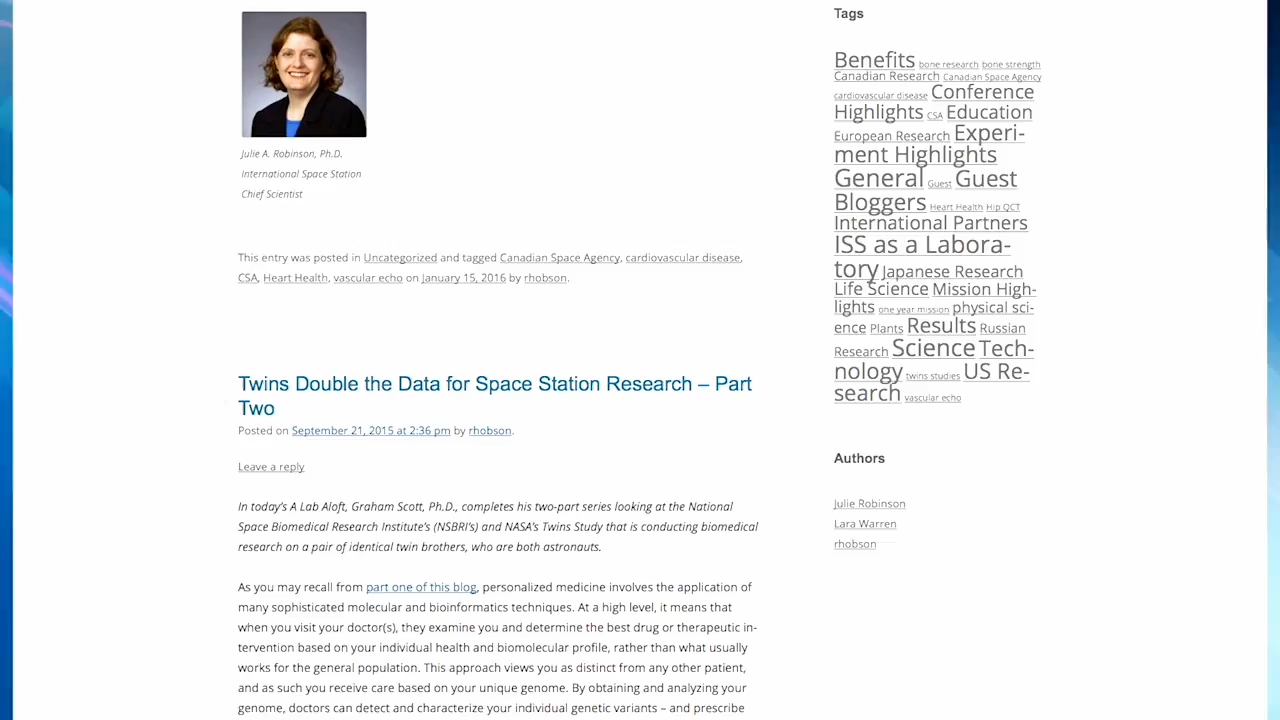 Julie A. Robinson, Ph.D.
International Space Station
Chief Scientist
This entry was posted in Uncategorized and tagged Canadian Space Agency, cardiovascular disease,
CSA, Heart Health, vascular echo on January 15, 2016 by rhobson.
Twins Double the Data for Space Station Research – Part
Two
Posted on September 21, 2015 at 2:36 pm by rhobson.
Leave a reply
In today's A Lab Aloft, Graham Scott, Ph.D., completes his two-part series looking at the National
Space Biomedical Research Institute's (NSBRI's) and NASA's Twins Study that is conducting biomedical
research on a pair of identical twin brothers, who are both astronauts.
As you may recall from part one of this blog, personalized medicine involves the application of
many sophisticated molecular and bioinformatics techniques. At a high level, it means that
when you visit your doctor(s), they examine you and determine the best drug or therapeutic in-
tervention based on your individual health and biomolecular profile, rather than what usually
works for the general population. This approach views you as distinct from any other patient,
and as such you receive care based on your unique genome. By obtaining and analyzing your
genome, doctors can detect and characterize your individual genetic variants – and prescribe
Tags
Benefits bone research bone strength
Canadian Research Canadian Space Agency
cardiovascular disease Conference
Highlights CSA Education
European Research Experi-
ment Highlights
General Guest Guest
Bloggers Heart Health Hip QCT
International Partners
ISS as a Labora-
tory Japanese Research
Life Science Mission High-
lights one year mission physical sci-
ence Plants Results Russian
Research Science Tech-
nology twins studies US Re-
search vascular echo
Authors
Julie Robinson
Lara Warren
rhobson